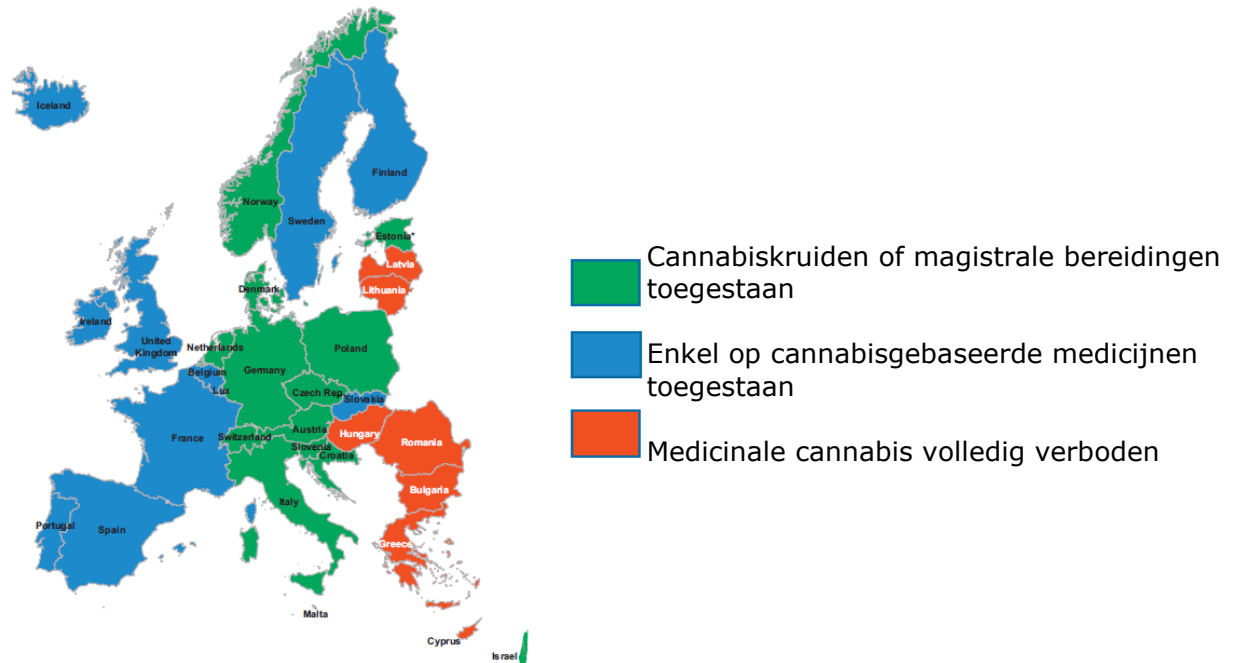 Iceland
Finland
Norway
Sweden
Estonia*
Latvia
Lithuania
Denmark
Ireland
United
Kingdom
Netherlands
Poland
Belgium
Germany
Lux
Czech Rep.
Slovakia
France
Austria
Switzerland
Hungary
Romania
Slovenia
Croatia
Bulgaria
Italy
Portugal
Spain
Greece
Malta
Cyprus
Israel
Cannabiskruiden of magistrale bereidingen
toegestaan
Enkel op cannabisgebaseerde medicijnen
toegestaan
Medicinale cannabis volledig verboden